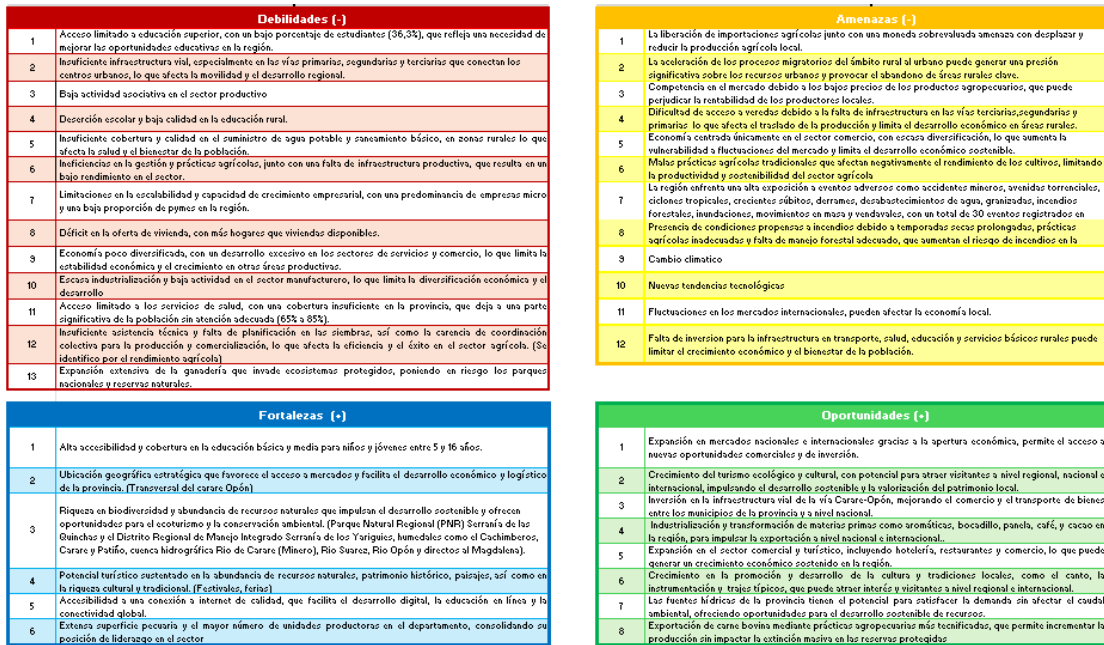 Debilidades (-)
1
Acceso limitado a educación superior, con un bajo porcentaje de estudiantes (36,3%), que refleja una necesidad de
mejorar las oportunidades educativas en la región.
2
Insuficiente infraestructura vial, especialmente en las vías primarias, segundarias y terciarias que conectan los
centros urbanos, lo que afecta la movilidad y el desarrollo regional.
3
Baja actividad asociativa en el sector productivo
4
Deserción escolar y baja calidad en la educación rural.
5
Insuficiente cobertura y calidad en el suministro de agua potable y saneamiento básico, en zonas rurales lo que
afecta la salud y el bienestar de la población.
6
Ineficiencias en la gestión y prácticas agrícolas, junto con una falta de infraestructura productiva, que resulta en un
bajo rendimiento en el sector.
7
Limitaciones en la escalabilidad y capacidad de crecimiento empresarial, con una predominancia de empresas micro
y una baja proporción de pymes en la región.
8
Déficit en la oferta de vivienda, con más hogares que viviendas disponibles.
9
Economía poco diversificada, con un desarrollo excesivo en los sectores de servicios y comercio, lo que limita la
estabilidad económica y el crecimiento en otras áreas productivas.
10
Escasa industrialización y baja actividad en el sector manufacturero, lo que limita la diversificación económica y el
desarrollo
11
Acceso limitado a los servicios de salud, con una cobertura insuficiente en la provincia, que deja a una parte
significativa de la población sin atención adecuada (65% a 85%).
12
Insuficiente asistencia técnica y falta de planificación en las siembras, así como la carencia de coordinación
colectiva para la producción y comercialización, lo que afecta la eficiencia y el éxito en el sector agrícola. (Se
identifico por el rendimiento agrícola)
13
Expansión extensiva de la ganadería que invade ecosistemas protegidos, poniendo en riesgo los parques
nacionales y reservas naturales.
Amenazas (-)
1
La liberación de importaciones agrícolas junto con una moneda sobrevaluada amenaza con desplazar y
reducir la producción agrícola local.
2
La aceleración de los procesos migratorios del ámbito rural al urbano puede generar una presión
significativa sobre los recursos urbanos y provocar el abandono de áreas rurales clave.
3
Competencia en el mercado debido a los bajos precios de los productos agropecuarios, que puede
perjudicar la rentabilidad de los productores locales.
4
Dificultad de acceso a veredas debido a la falta de infraestructura en las vías terciarias,segundarias y
primarias lo que afecta el traslado de la producción y limita el desarrollo económico en áreas rurales.
5
Economía centrada únicamente en el sector comercio, con escasa diversificación, lo que aumenta la
vulnerabilidad a fluctuaciones del mercado y limita el desarrollo económico sostenible.
6
Malas prácticas agrícolas tradicionales que afectan negativamente el rendimiento de los cultivos, limitando
la productividad y sostenibilidad del sector agrícola
7
La región enfrenta una alta exposición a eventos adversos como accidentes mineros, avenidas torrenciales,
ciclones tropicales, crecientes súbitos, derrames, desabastecimientos de agua, granizadas, incendios
forestales, inundaciones, movimientos en masa y vendavales, con un total de 30 eventos registrados en
8
Presencia de condiciones propensas a incendios debido a temporadas secas prolongadas, prácticas
agrícolas inadecuadas y falta de manejo forestal adecuado, que aumentan el riesgo de incendios en la
9
Cambio climatico
10
Nuevas tendencias tecnológicas
11
Fluctuaciones en los mercados internacionales, pueden afectar la economía local.
12
Falta de inversion para la infraestructura en transporte, salud, educación y servicios básicos rurales puede
limitar el crecimiento económico y el bienestar de la población.
Fortalezas (+)
1
Alta accesibilidad y cobertura en la educación básica y media para niños y jóvenes entre 5 y 16 años.
2
Ubicación geográfica estratégica que favorece el acceso a mercados y facilita el desarrollo económico y logístico
de la provincia. (Transversal del carare Opón)
3
Riqueza en biodiversidad y abundancia de recursos naturales que impulsan el desarrollo sostenible y ofrecen
oportunidades para el ecoturismo y la conservación ambiental. (Parque Natural Regional (PNR) Serranía de las
Quinchas y el Distrito Regional de Manejo Integrado Serranía de los Yariguies, humedales como el Cachimberos,
Carare y Patiño, cuenca hidrográfica Rio de Carare (Minero), Rio Suarez, Rio Opón y directos al Magdalena).
4
Potencial turístico sustentado en la abundancia de recursos naturales, patrimonio histórico, paisajes, así como en
la riqueza cultural y tradicional. (Festivales, ferias)
5
Accesibilidad a una conexión a internet de calidad, que facilita el desarrollo digital, la educación en línea y la
conectividad global.
6
Extensa superficie pecuaria y el mayor número de unidades productoras en el departamento, consolidando su
posición de liderazgo en el sector
Oportunidades (+)
1
Expansión en mercados nacionales e internacionales gracias a la apertura económica, permite el acceso a
nuevas oportunidades comerciales y de inversión.
2
Crecimiento del turismo ecológico y cultural, con potencial para atraer visitantes a nivel regional, nacional e
internacional, impulsando el desarrollo sostenible y la valorización del patrimonio local.
3
Inversión en la infraestructura vial de la vía Carare-Opón, mejorando el comercio y el transporte de bienes
entre los municipios de la provincia y a nivel nacional.
4
Industrialización y transformación de materias primas como aromáticas, bocadillo, panela, café, y cacao en
la región, para impulsar la exportación a nivel nacional e internacional..
5
Expansión en el sector comercial y turístico, incluyendo hotelería, restaurantes y comercio, lo que puede
generar un crecimiento económico sostenido en la región.
6
Crecimiento en la promoción y desarrollo de la cultura y tradiciones locales, como el canto, la
instrumentación y trajes típicos, que puede atraer interés y visitantes a nivel regional e internacional.
7
Las fuentes hídricas de la provincia tienen el potencial para satisfacer la demanda sin afectar el caudal
ambiental, ofreciendo oportunidades para el desarrollo sostenible de recursos.
8
Exportación de carne bovina mediante prácticas agropecuarias más tecnificadas, que permite incrementar la
producción sin impactar la extinción masiva en las reservas protegidas